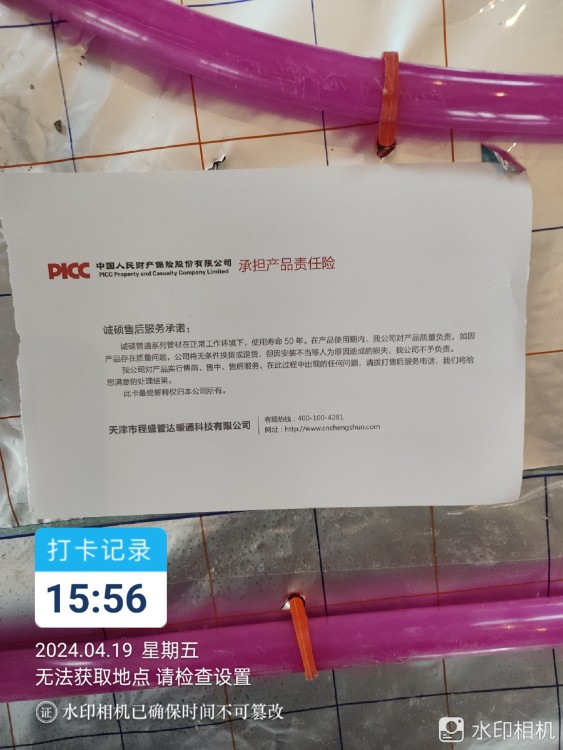 PICC 中国人民财产保险股份有限公司 承担产品责任险
PICC Property and Casualty Company Limited
诚硕售后服务承诺：
诚硕管道系列管材在正常工作环境下，使用寿命 50 年。在产品使用期内，我公司对产品质量负责，如因
产品存在质量问题，公司将无条件换货或退货，但因安装不当等人为原因造成的损失，我公司不予负责。
我公司对产品实行售前、售中、售后服务。在此过程中出现的任何问题，请拨打售后服务电话，我们将给
您满意的处理结果。
此卡最终解释权归本公司所有。
天津市程盛管达暖通科技有限公司
客服热线：400-100-4281
网址：http://www.cnchengshuo.com
打卡记录
15:56
2024.04.19 星期五
无法获取地点 请检查设置
证 水印相机已确保时间不可篡改
水印相机